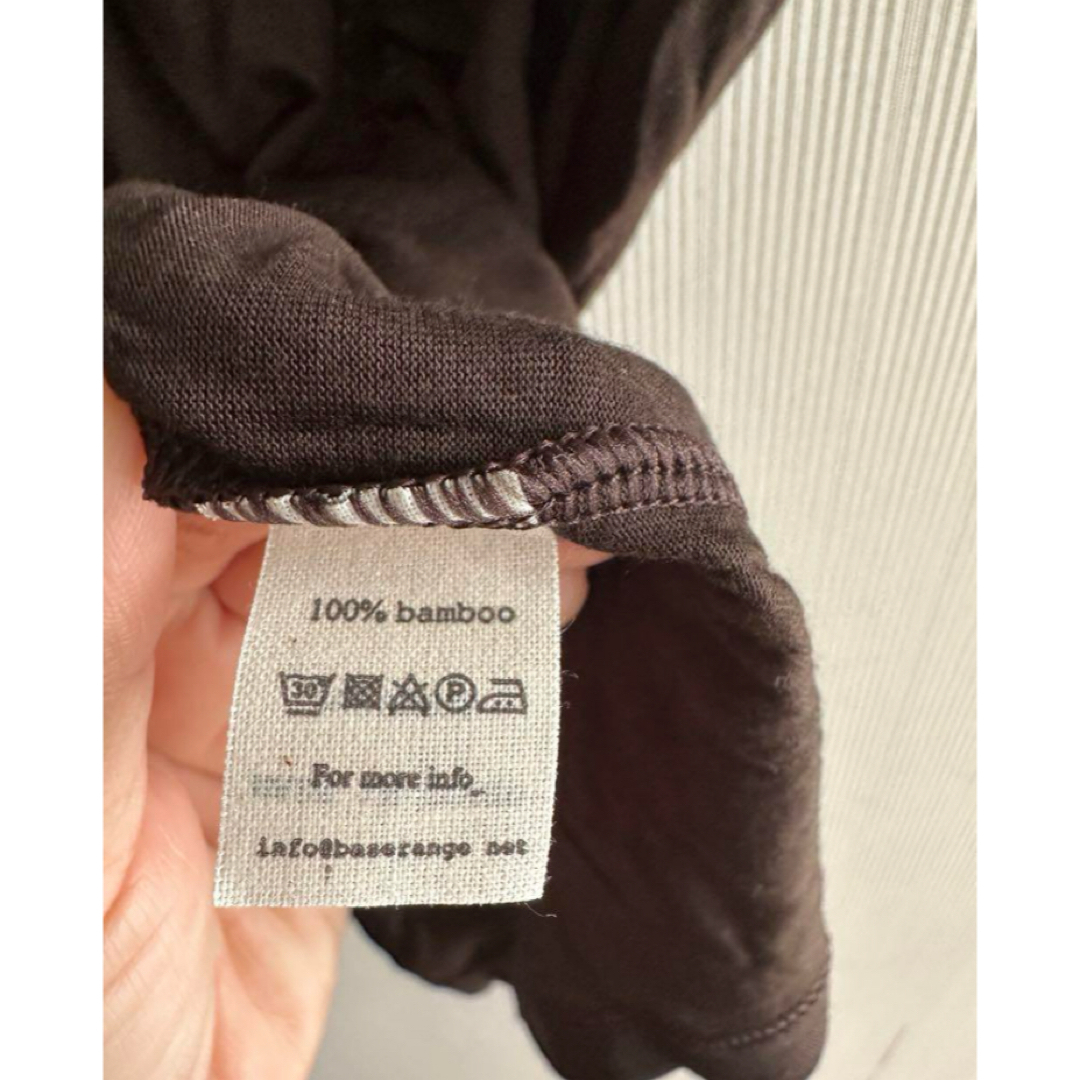 100% bamboo
30 P
For more info_
info@baserange net